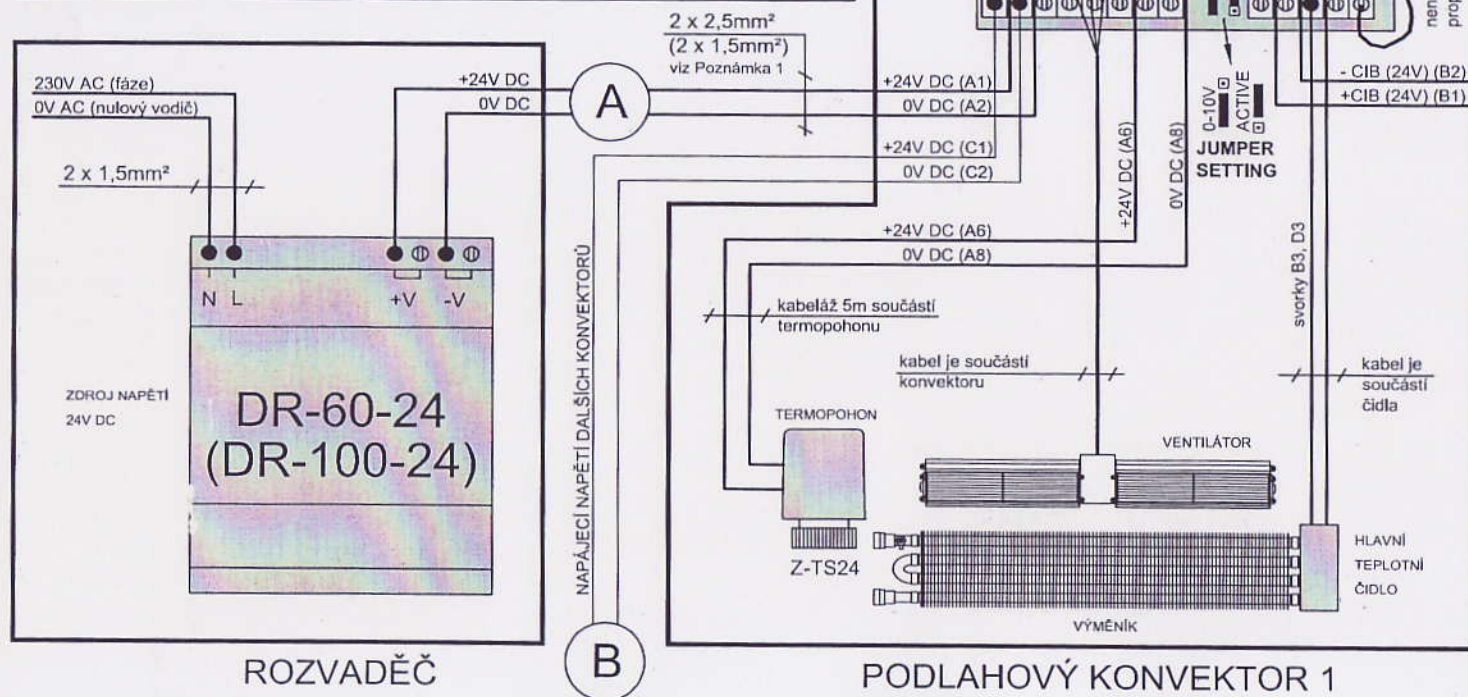 230V AC (fáze)
0V AC (nulový vodič)
2 x 1,5mm²
+24V DC
0V DC
N L +V -V
ZDROJ NAPĚTÍ
24V DC
DR-60-24
(DR-100-24)
ROZVADĚČ
A
2 x 2,5mm²
(2 x 1,5mm²)
viz Poznámka 1
NAPÁJECÍ NAPĚTÍ DALŠÍCH KONVEKTORŮ
B
+24V DC (A1)
0V DC (A2)
+24V DC (C1)
0V DC (C2)
+24V DC (A6)
0V DC (A8)
+24V DC (A6)
0V DC (A8)
0-10V
ACTIVE
JUMPER
SETTING
- CIB (24V) (B2)
+CIB (24V) (B1)
svorky B3, D3
kabeláž 5m součástí
termopohonu
kabel je součástí
konvektoru
kabel je
součástí
čidla
TERMOPOHON
Z-TS24
VENTILÁTOR
HLAVNÍ
TEPLOTNÍ
ČIDLO
VÝMĚNÍK
PODLAHOVÝ KONVEKTOR 1